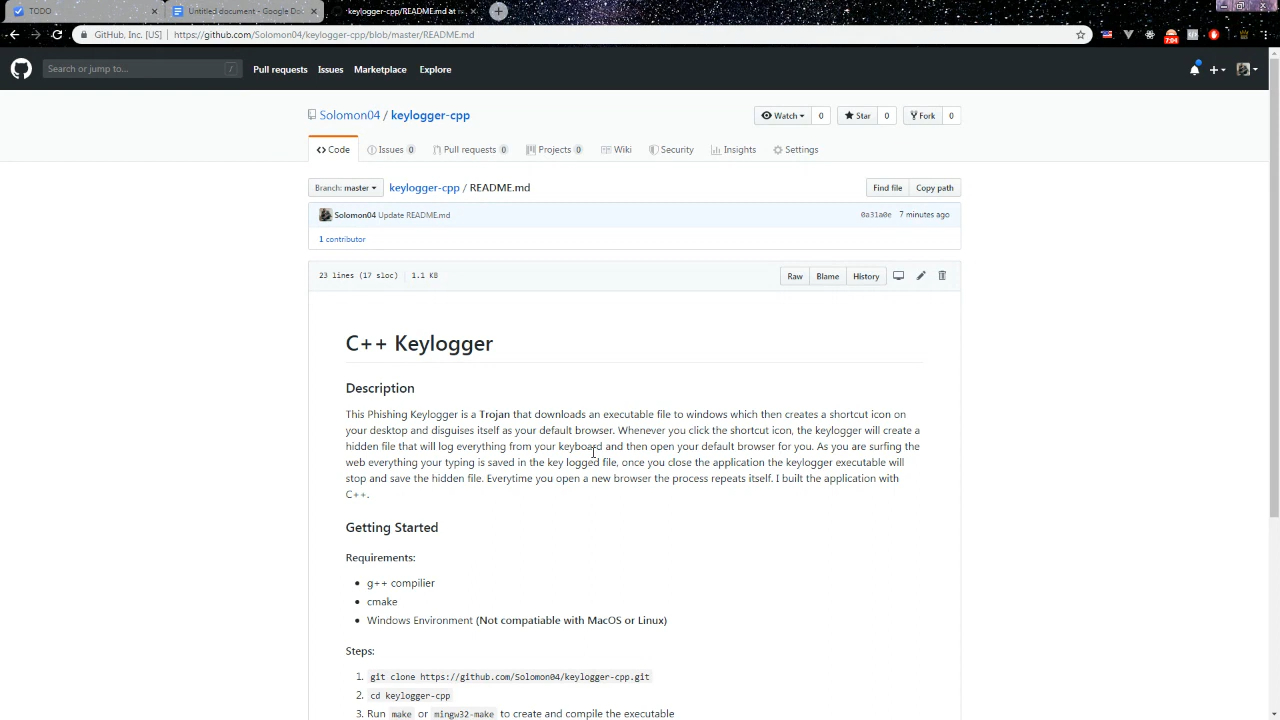 TODO
Untitled document - Google Do
keylogger-cpp/README.md at
GitHub, Inc. [US] | https://github.com/Solomon04/keylogger-cpp/blob/master/README.md
7:04
Search or jump to... / Pull requests Issues Marketplace Explore
Solomon04 / keylogger-cpp
Watch 0 Star 0 Fork 0
Code Issues 0 Pull requests 0 Projects 0 Wiki Security Insights Settings
Branch: master keylogger-cpp / README.md Find file Copy path
Solomon04 Update README.md 0a31a0e 7 minutes ago
1 contributor
23 lines (17 sloc) | 1.1 KB Raw Blame History
C++ Keylogger
Description
This Phishing Keylogger is a Trojan that downloads an executable file to windows which then creates a shortcut icon on
your desktop and disguises itself as your default browser. Whenever you click the shortcut icon, the keylogger will create a
hidden file that will log everything from your keyboard and then open your default browser for you. As you are surfing the
web everything your typing is saved in the key logged file, once you close the application the keylogger executable will
stop and save the hidden file. Everytime you open a new browser the process repeats itself. I built the application with
C++.
Getting Started
Requirements:
g++ compilier
cmake
Windows Environment (Not compatiable with MacOS or Linux)
Steps:
1. git clone https://github.com/Solomon04/keylogger-cpp.git
2. cd keylogger-cpp
3. Run make or mingw32-make to create and compile the executable